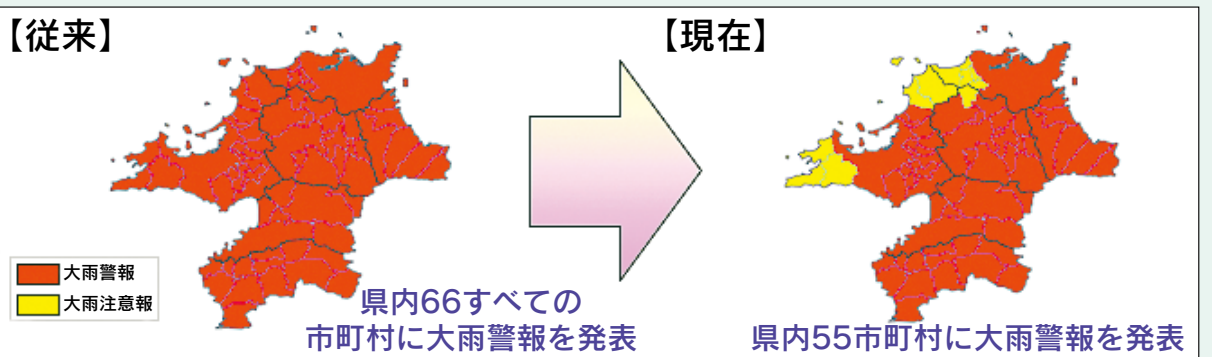 【従来】
【現在】
大雨警報
大雨注意報
県内66すべての
市町村に大雨警報を発表
県内55市町村に大雨警報を発表